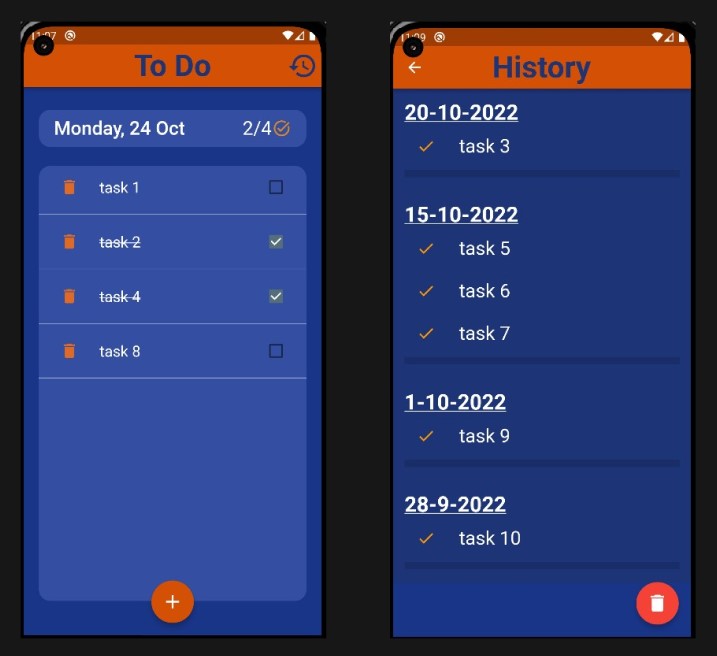 To Do
Monday, 24 Oct 2/4
task 1
task 2
task 4
task 8
11:09
History
20-10-2022
task 3
15-10-2022
task 5
task 6
task 7
1-10-2022
task 9
28-9-2022
task 10